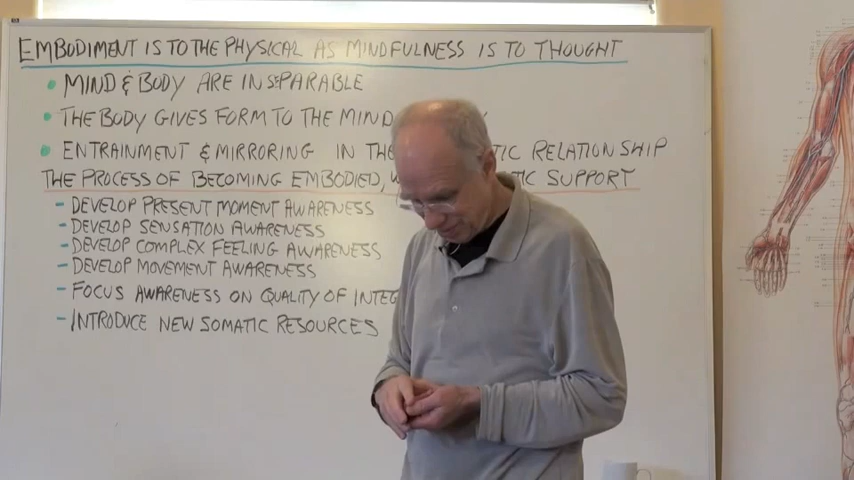 EMBODIMENT IS TO THE PHYSICAL AS MINDFULNESS IS TO THOUGHT
• MIND & BODY ARE INSEPARABLE
• THE BODY GIVES FORM TO THE MIND
• ENTRAINMENT & MIRRORING IN THE TIC RELATIONSHIP
THE PROCESS OF BECOMING EMBODIED, TIC SUPPORT
- DEVELOP PRESENT MOMENT AWARENESS
- DEVELOP SENSATION AWARENESS
- DEVELOP COMPLEX FEELING AWARENESS
- DEVELOP MOVEMENT AWARENESS
- FOCUS AWARENESS ON QUALITY OF INTEG
- INTRODUCE NEW SOMATIC RESOURCES